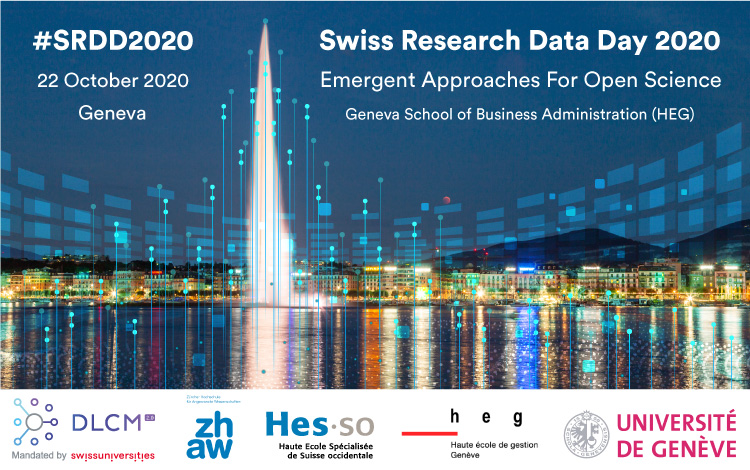 #SRDD2020
22 October 2020
Geneva
Swiss Research Data Day 2020
Emergent Approaches For Open Science
Geneva School of Business Administration (HEG)
DLCM 2.0
Mandated by swissuniversities
zh
aw
Hes·so
Haute Ecole Spécialisée
de Suisse occidentale
h e g
Haute école de gestion
Genève
UNIVERSITÉ
DE GENÈVE